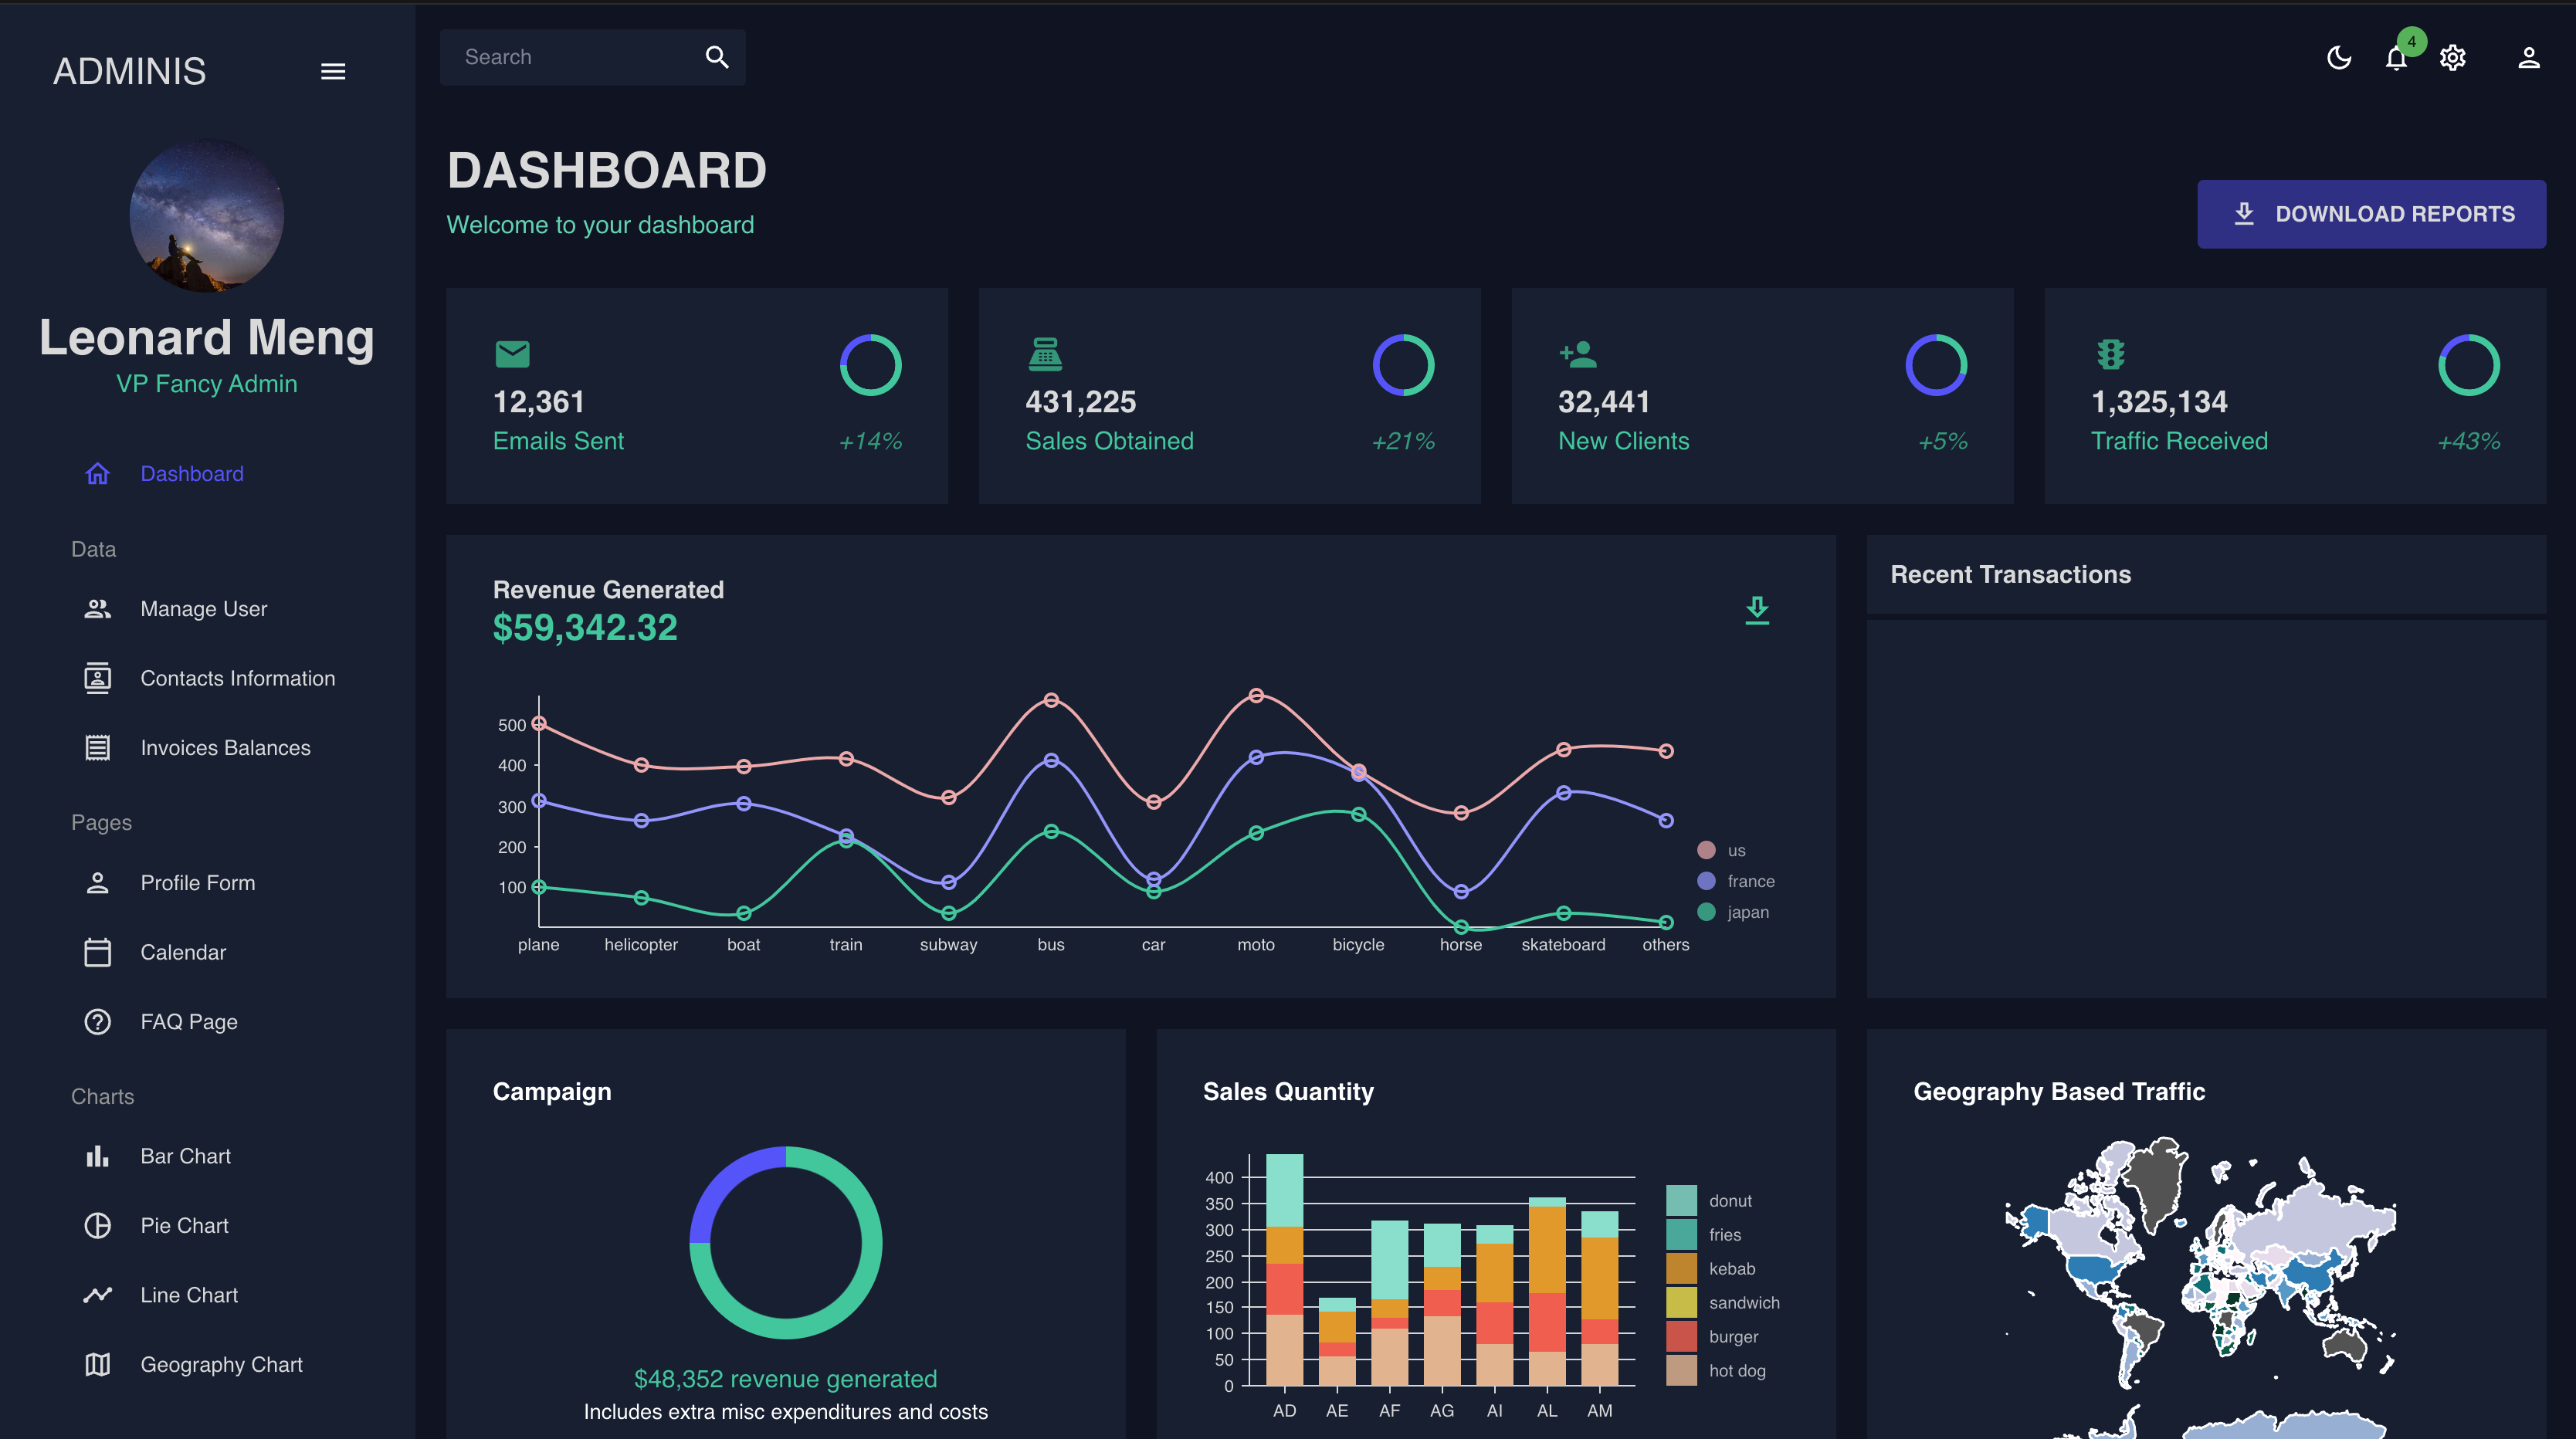 ADMINIS
Leonard Meng
VP Fancy Admin
Dashboard
Data
Manage User
Contacts Information
Invoices Balances
Pages
Profile Form
Calendar
FAQ Page
Charts
Bar Chart
Pie Chart
Line Chart
Geography Chart
Search
4
DASHBOARD
Welcome to your dashboard
DOWNLOAD REPORTS
12,361
Emails Sent
+14%
431,225
Sales Obtained
+21%
32,441
New Clients
+5%
1,325,134
Traffic Received
+43%
Revenue Generated
$59,342.32
500
400
300
200
100
plane helicopter boat train subway bus car moto bicycle horse skateboard others
us
france
japan
Recent Transactions
Campaign
$48,352 revenue generated
Includes extra misc expenditures and costs
Sales Quantity
400
350
300
250
200
150
100
50
0
AD AE AF AG AI AL AM
donut
fries
kebab
sandwich
burger
hot dog
Geography Based Traffic